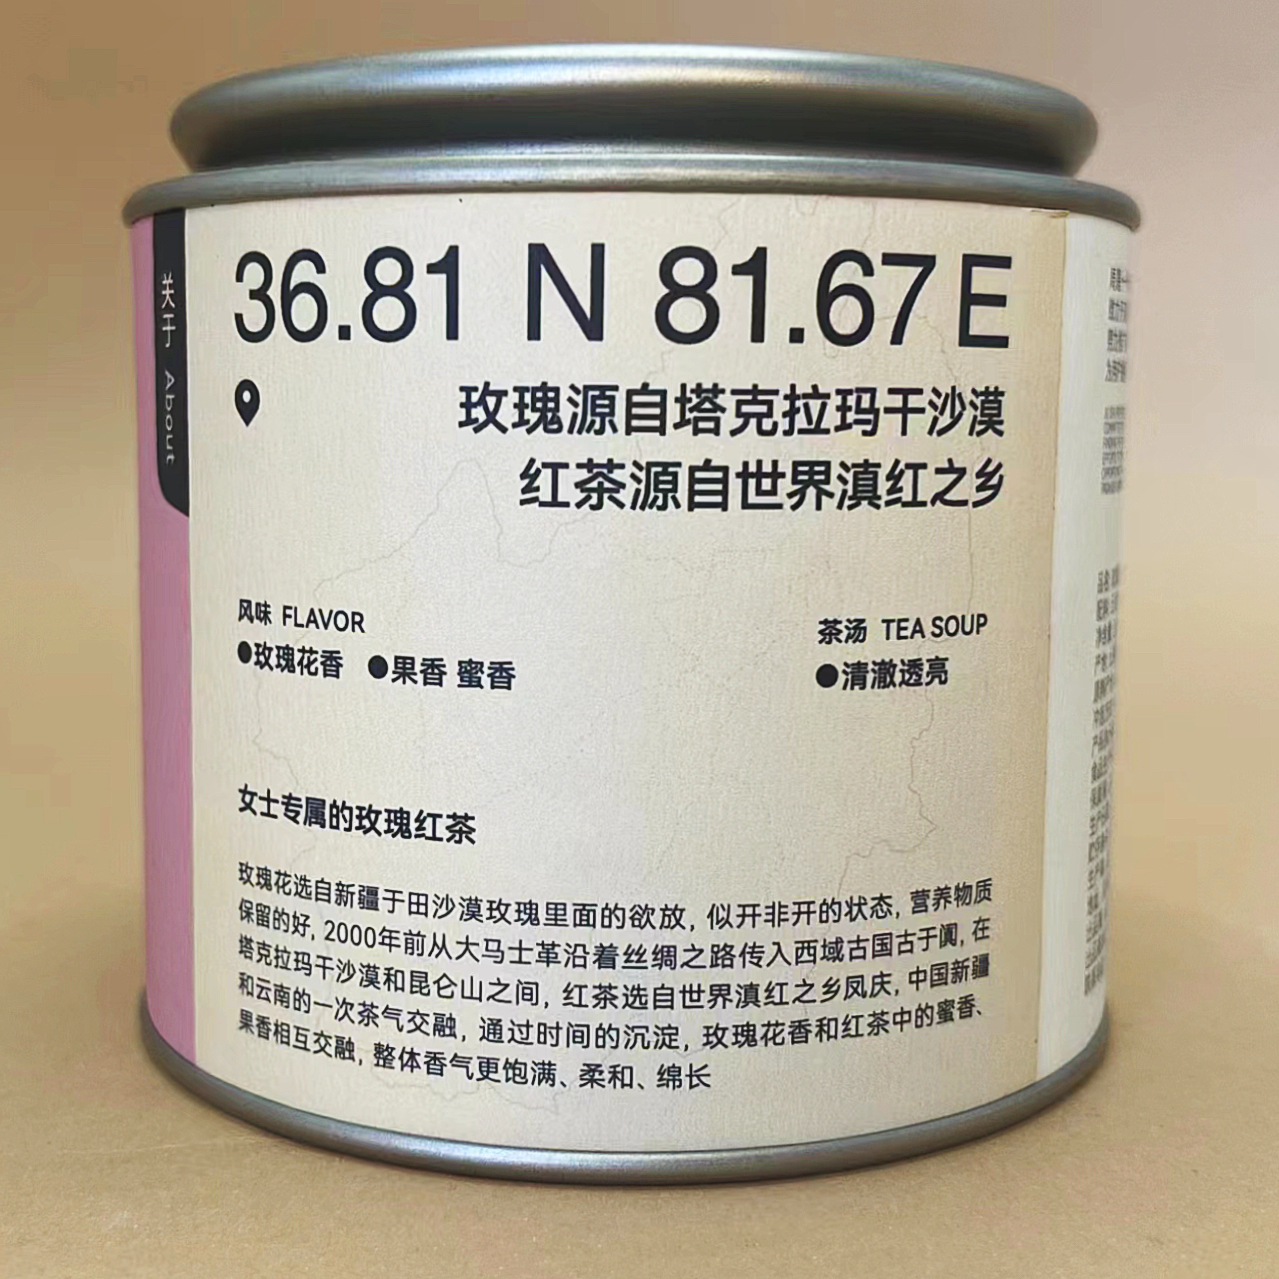 关于 About
36.81 N 81.67E
玫瑰源自塔克拉玛干沙漠
红茶源自世界滇红之乡
风味 FLAVOR
●玫瑰花香 ●果香 蜜香
茶汤 TEA SOUP
●清澈透亮
女士专属的玫瑰红茶
玫瑰花选自新疆于田沙漠玫瑰里面的欲放, 似开非开的状态, 营养物质
保留的好, 2000年前从大马士革沿着丝绸之路传入西域古国古于阗, 在
塔克拉玛干沙漠和昆仑山之间, 红茶选自世界滇红之乡凤庆, 中国新疆
和云南的一次茶气交融, 通过时间的沉淀, 玫瑰花香和红茶中的蜜香、
果香相互交融, 整体香气更饱满、柔和、绵长